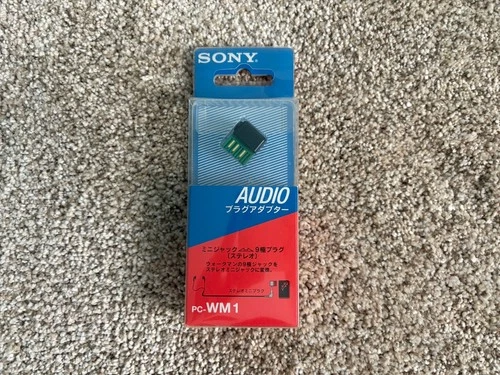 SONY
AUDIO
プラグアダプター
ミニジャック 9極プラグ
(ステレオ)
ウォークマンの9極ジャックを
ステレオミニジャックに変換。
PC-WM1